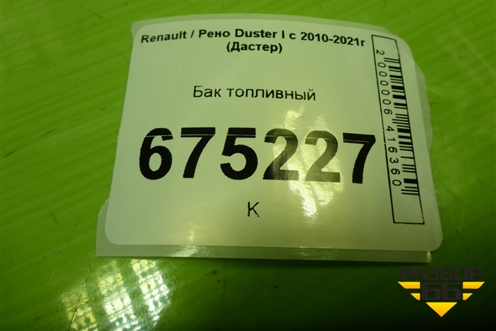 Renault / Рено Duster I с 2010-2021г
(Дастер)
Бак топливный
675227
К
2000006416360
РАЗБОР
66